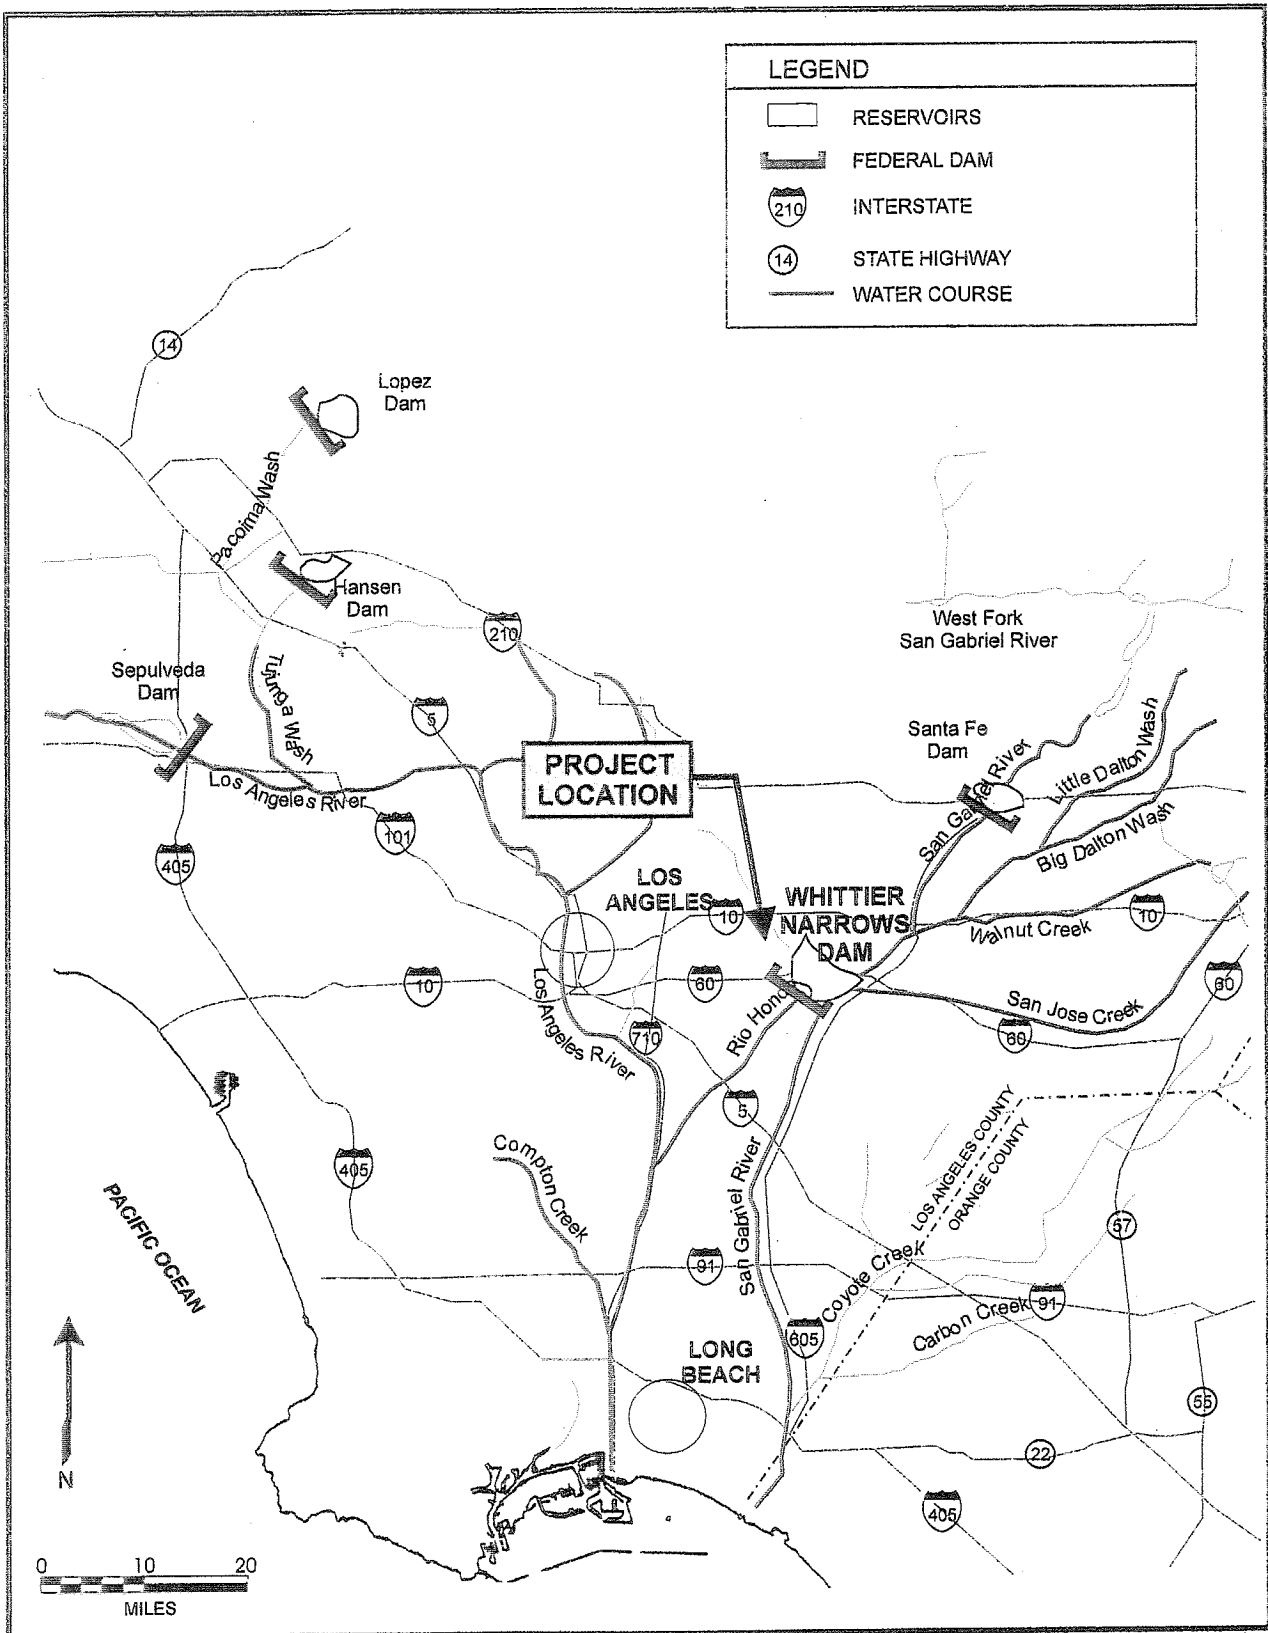 LEGEND
RESERVOIRS
FEDERAL DAM
210
INTERSTATE
14
STATE HIGHWAY
WATER COURSE
14
Lopez
Dam
Pacoima Wash
Hansen
Dam
210
West Fork
San Gabriel River
Sepulveda
Dam
Tujunga Wash
5
Santa Fe
Dam
San Gabriel River
Little Dalton Wash
PROJECT
LOCATION
Los Angeles River
101
Big Dalton Wash
405
LOS
ANGELES
10
WHITTIER
NARROWS
DAM
10
Walnut Creek
10
60
60
Los Angeles River
Rio Hondo
San Jose Creek
710
60
5
LOS ANGELES COUNTY
ORANGE COUNTY
Compton Creek
405
San Gabriel River
PACIFIC OCEAN
57
91
Coyote Creek
91
Carbon Creek
605
LONG
BEACH
55
22
N
405
0 10 20
MILES